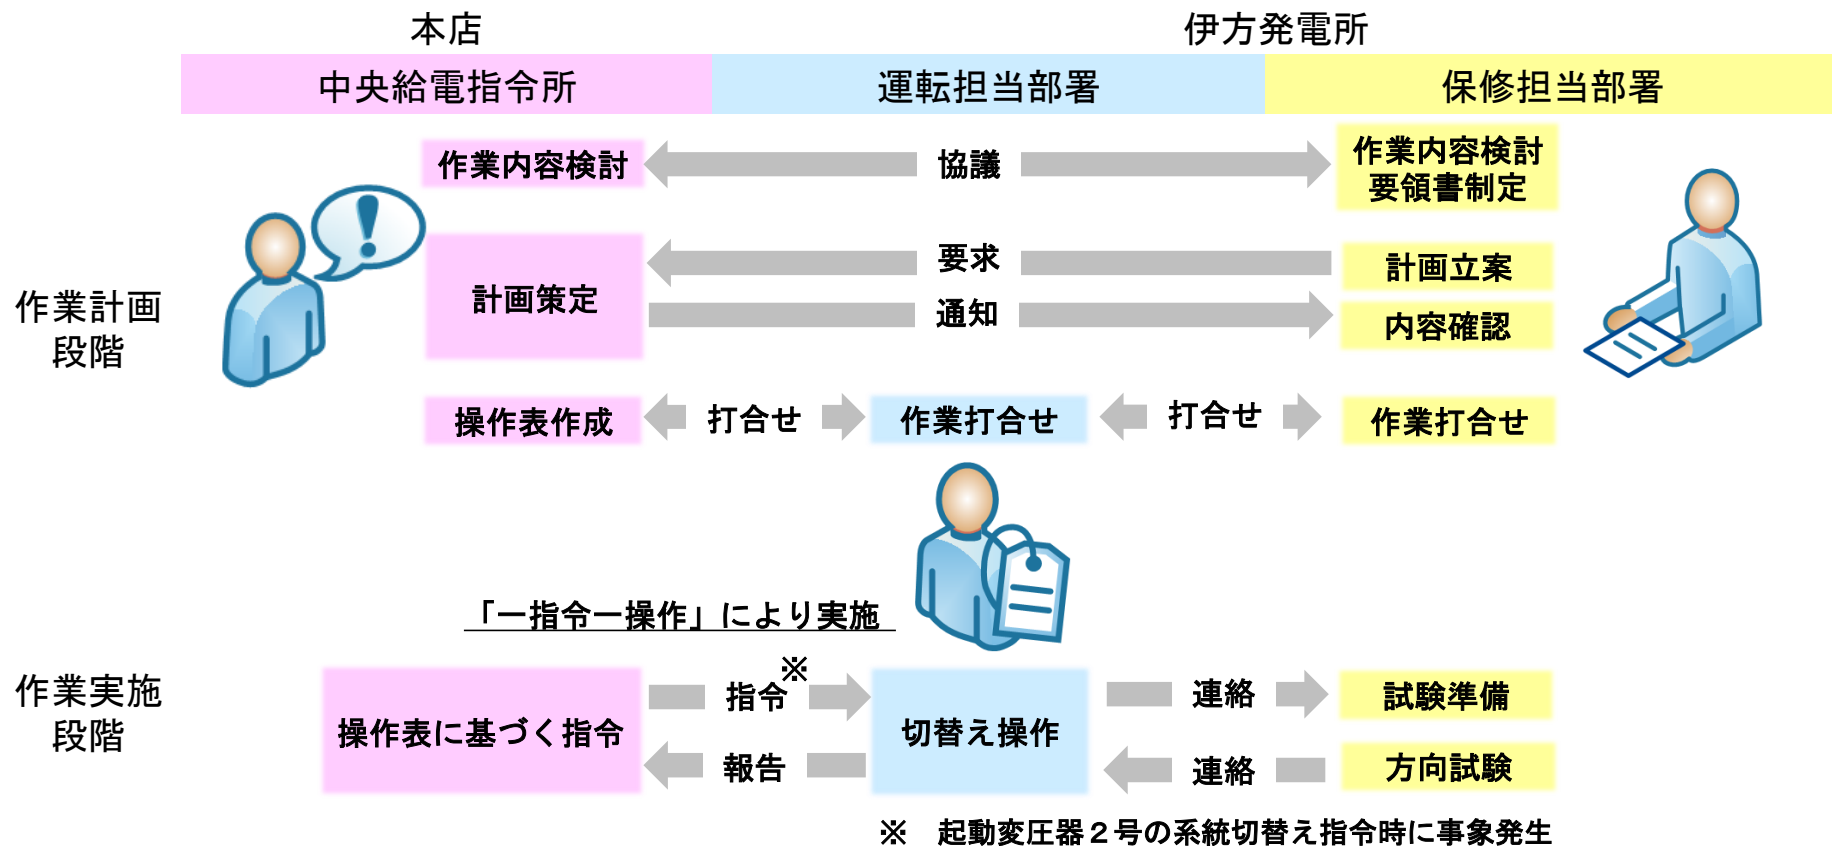 本店
伊方発電所
中央給電指令所
運転担当部署
保修担当部署
作業計画
段階
作業内容検討
協議
作業内容検討
要領書制定
計画策定
要求
計画立案
通知
内容確認
操作表作成
打合せ
作業打合せ
打合せ
作業打合せ
「一指令一操作」により実施
作業実施
段階
操作表に基づく指令
指令※
報告
切替え操作
連絡
試験準備
連絡
方向試験
※　起動変圧器２号の系統切替え指令時に事象発生